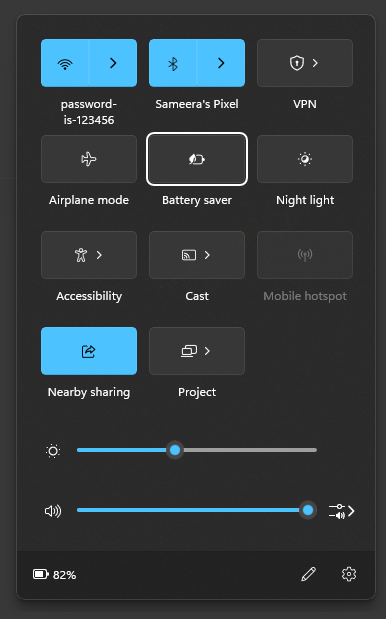 password-
is-123456
Sameera's Pixel
VPN
Airplane mode
Battery saver
Night light
Accessibility
Cast
Mobile hotspot
Nearby sharing
Project
82%